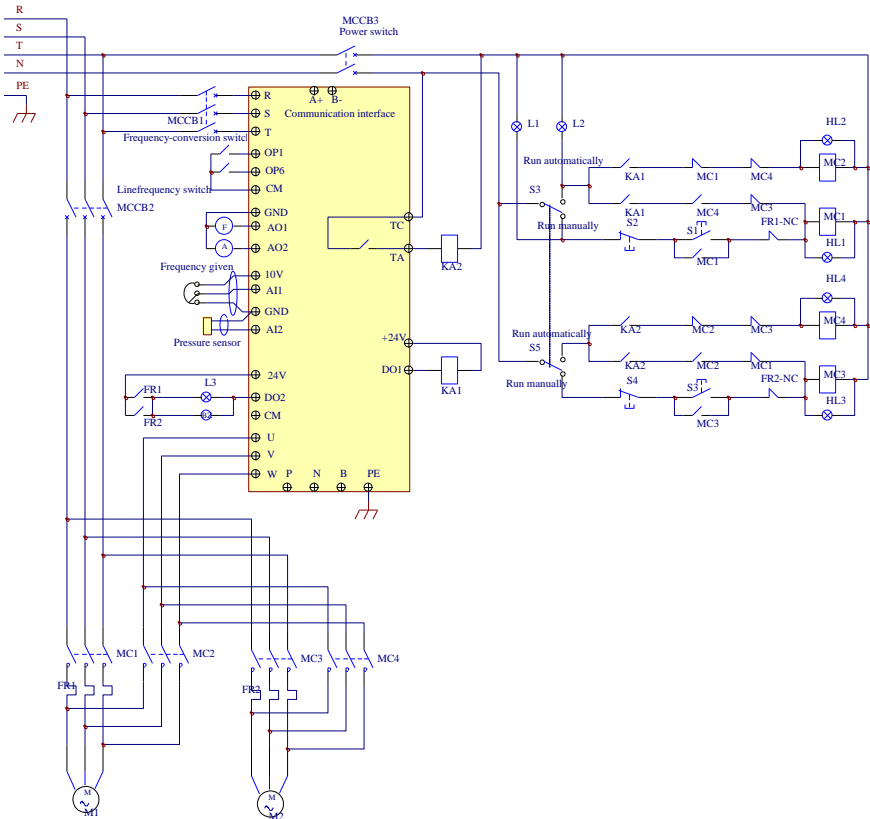 R
S
T
N
PE
MCCB3
Power switch
MCCB1
Frequency-conversion switch
Linefrequency switch
MCCB2
A+ B-
Communication interface
R
S
T
OP1
OP6
CM
GND
AO1
AO2
F
A
Frequency given
10V
AI1
GND
AI2
Pressure sensor
24V
DO2
CM
FR1
FR2
L3
U
V
W
P N B PE
TC
TA
KA2
+24V
DO1
KA1
L1
L2
Run automatically
S3
Run manually
KA1 MC1 MC4 MC2
HL2
KA1 MC4 MC3 MC1
S2 S1 FR1-NC
MC1
HL1
HL4
Run automatically
S5
Run manually
KA2 MC2 MC3 MC4
KA2 MC2 MC1 MC3
S4 S3 FR2-NC
MC3
HL3
MC1 MC2 MC3 MC4
FR1 FR2
M
M1
M
M2